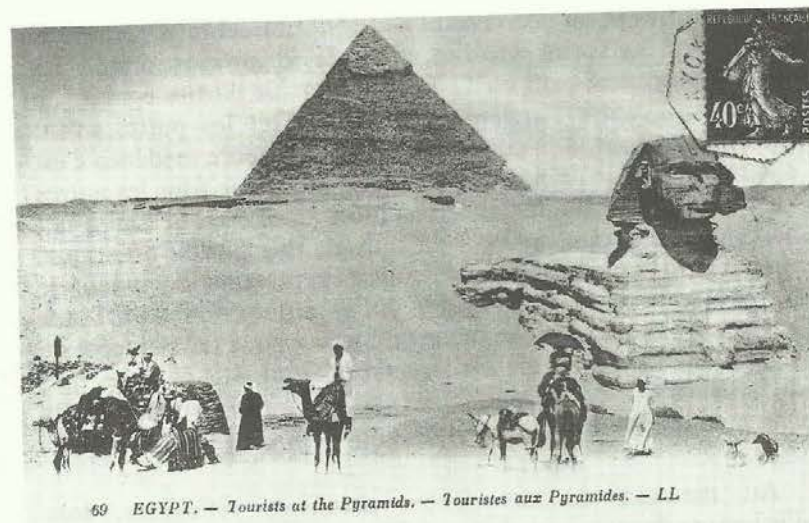 REPUBLIQUE FRANÇAISE
40 c
POSTES
69 EGYPT. — Tourists at the Pyramids. — Touristes aux Pyramides. — LL